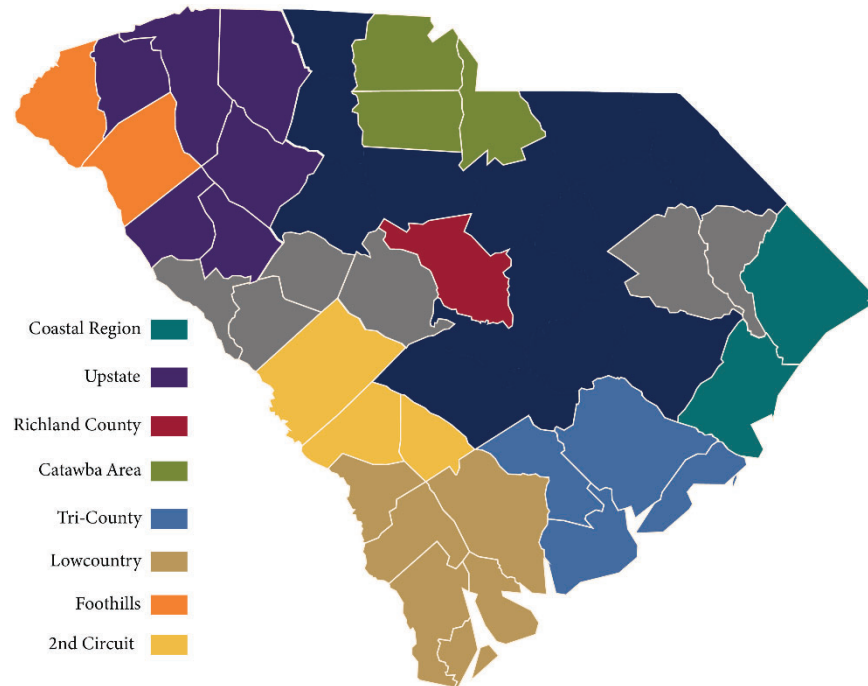 Coastal Region
Upstate
Richland County
Catawba Area
Tri-County
Lowcountry
Foothills
2nd Circuit